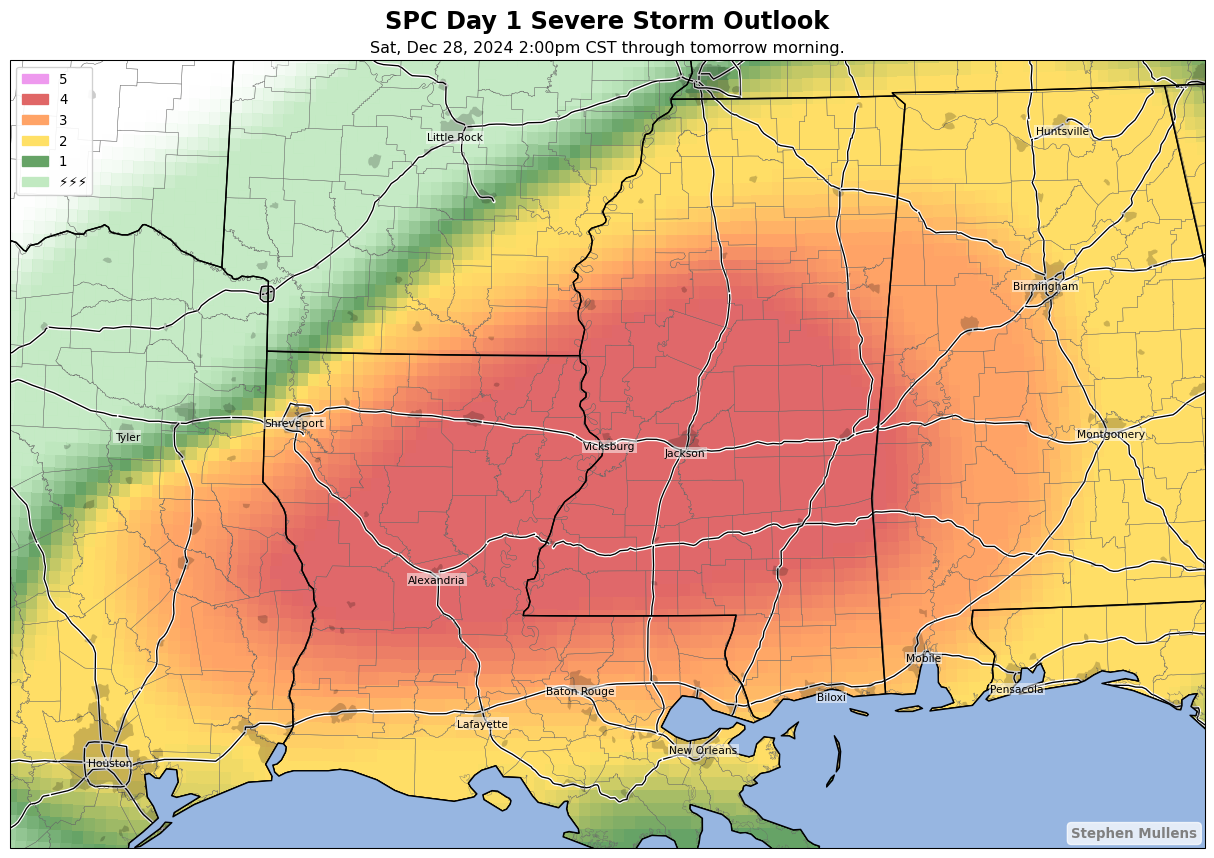 SPC Day 1 Severe Storm Outlook
Sat, Dec 28, 2024 2:00pm CST through tomorrow morning.
5
4
3
2
1
⚡⚡⚡
Little Rock
Huntsville
Birmingham
Shreveport
Tyler
Vicksburg
Jackson
Montgomery
Alexandria
Mobile
Pensacola
Baton Rouge
Biloxi
Lafayette
New Orleans
Houston
Stephen Mullens